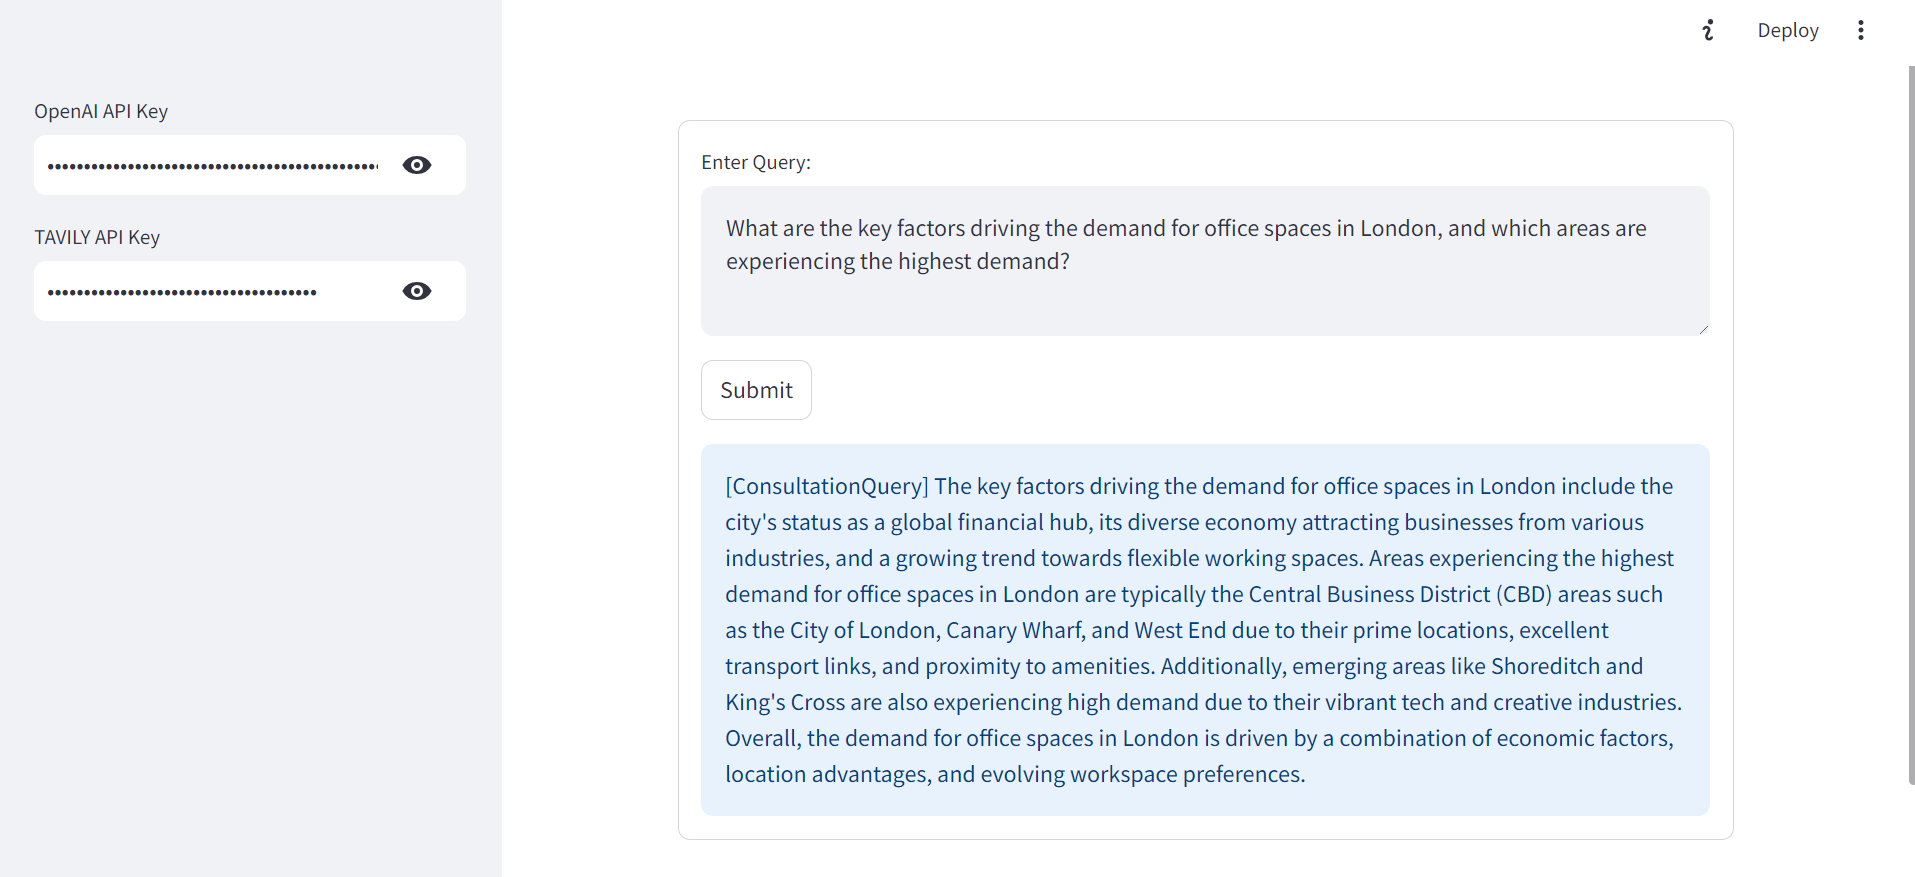 Deploy
OpenAI API Key
••••••••••••••••••••••••••••••••••••••••••••••
TAVILY API Key
•••••••••••••••••••••••••••••••••••••
Enter Query:
What are the key factors driving the demand for office spaces in London, and which areas are
experiencing the highest demand?
Submit
[ConsultationQuery] The key factors driving the demand for office spaces in London include the
city's status as a global financial hub, its diverse economy attracting businesses from various
industries, and a growing trend towards flexible working spaces. Areas experiencing the highest
demand for office spaces in London are typically the Central Business District (CBD) areas such
as the City of London, Canary Wharf, and West End due to their prime locations, excellent
transport links, and proximity to amenities. Additionally, emerging areas like Shoreditch and
King's Cross are also experiencing high demand due to their vibrant tech and creative industries.
Overall, the demand for office spaces in London is driven by a combination of economic factors,
location advantages, and evolving workspace preferences.